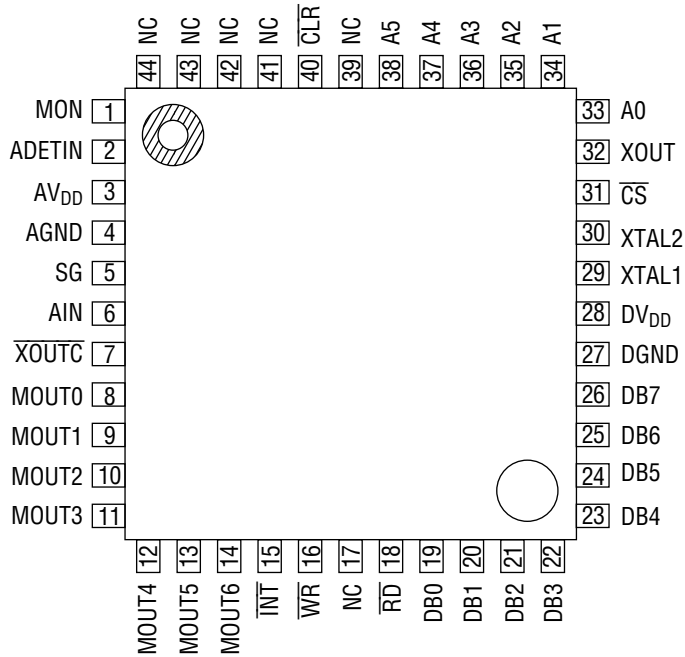 44 NC
43 NC
42 NC
41 NC
40 CLR
39 NC
38 A5
37 A4
36 A3
35 A2
34 A1
MON 1
ADETIN 2
AVDD 3
AGND 4
SG 5
AIN 6
XOUTC 7
MOUT0 8
MOUT1 9
MOUT2 10
MOUT3 11
33 A0
32 XOUT
31 CS
30 XTAL2
29 XTAL1
28 DVDD
27 DGND
26 DB7
25 DB6
24 DB5
23 DB4
MOUT4 12
MOUT5 13
MOUT6 14
INT 15
WR 16
NC 17
RD 18
DB0 19
DB1 20
DB2 21
DB3 22